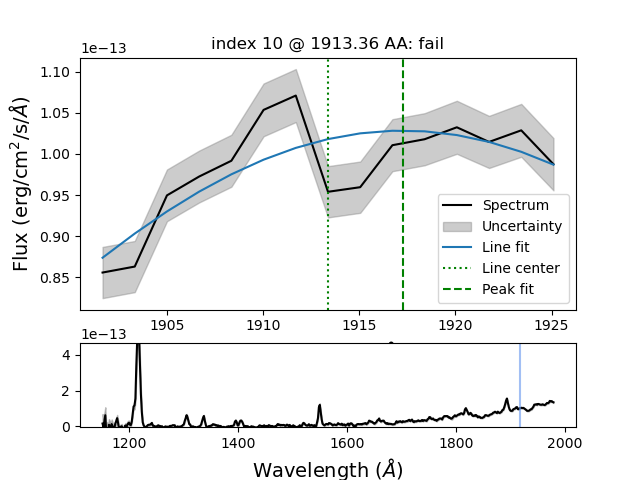 index 10 @ 1913.36 AA: fail
1e−13
1.10
1.05
1.00
0.95
0.90
0.85
Flux (erg/cm²/s/Å)
Spectrum
Uncertainty
Line fit
Line center
Peak fit
1905 1910 1915 1920 1925
1e−13
4
2
0
1200 1400 1600 1800 2000
Wavelength (Å)